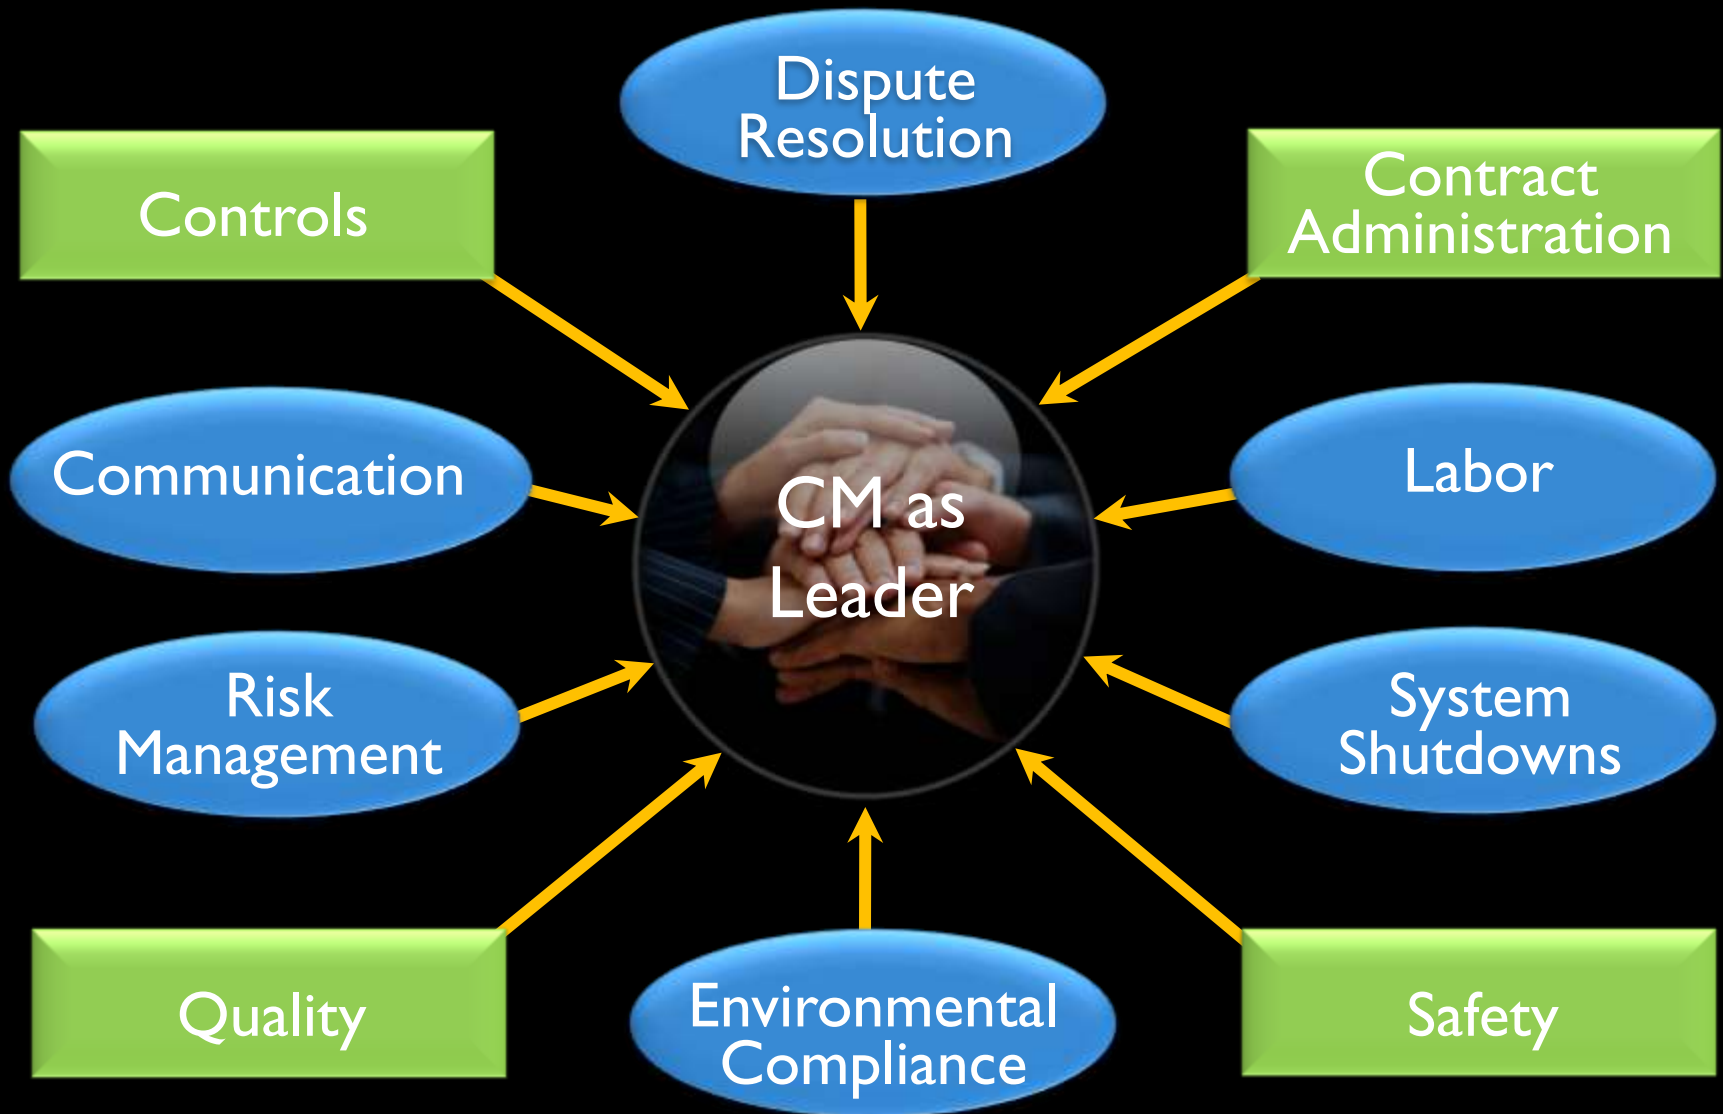 Dispute
Resolution
Controls
Contract
Administration
Communication
CM as
Leader
Labor
Risk
Management
System
Shutdowns
Quality
Environmental
Compliance
Safety